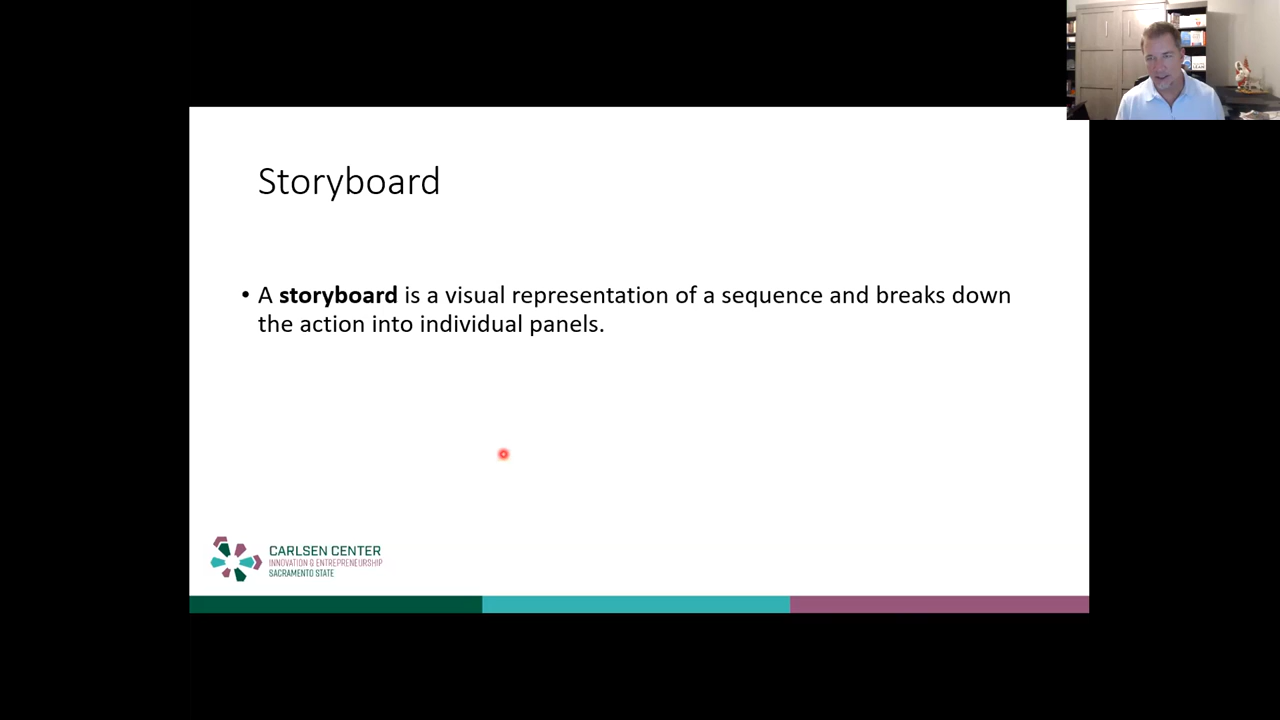 Storyboard
• A storyboard is a visual representation of a sequence and breaks down
the action into individual panels.
CARLSEN CENTER
INNOVATION & ENTREPRENEURSHIP
SACRAMENTO STATE